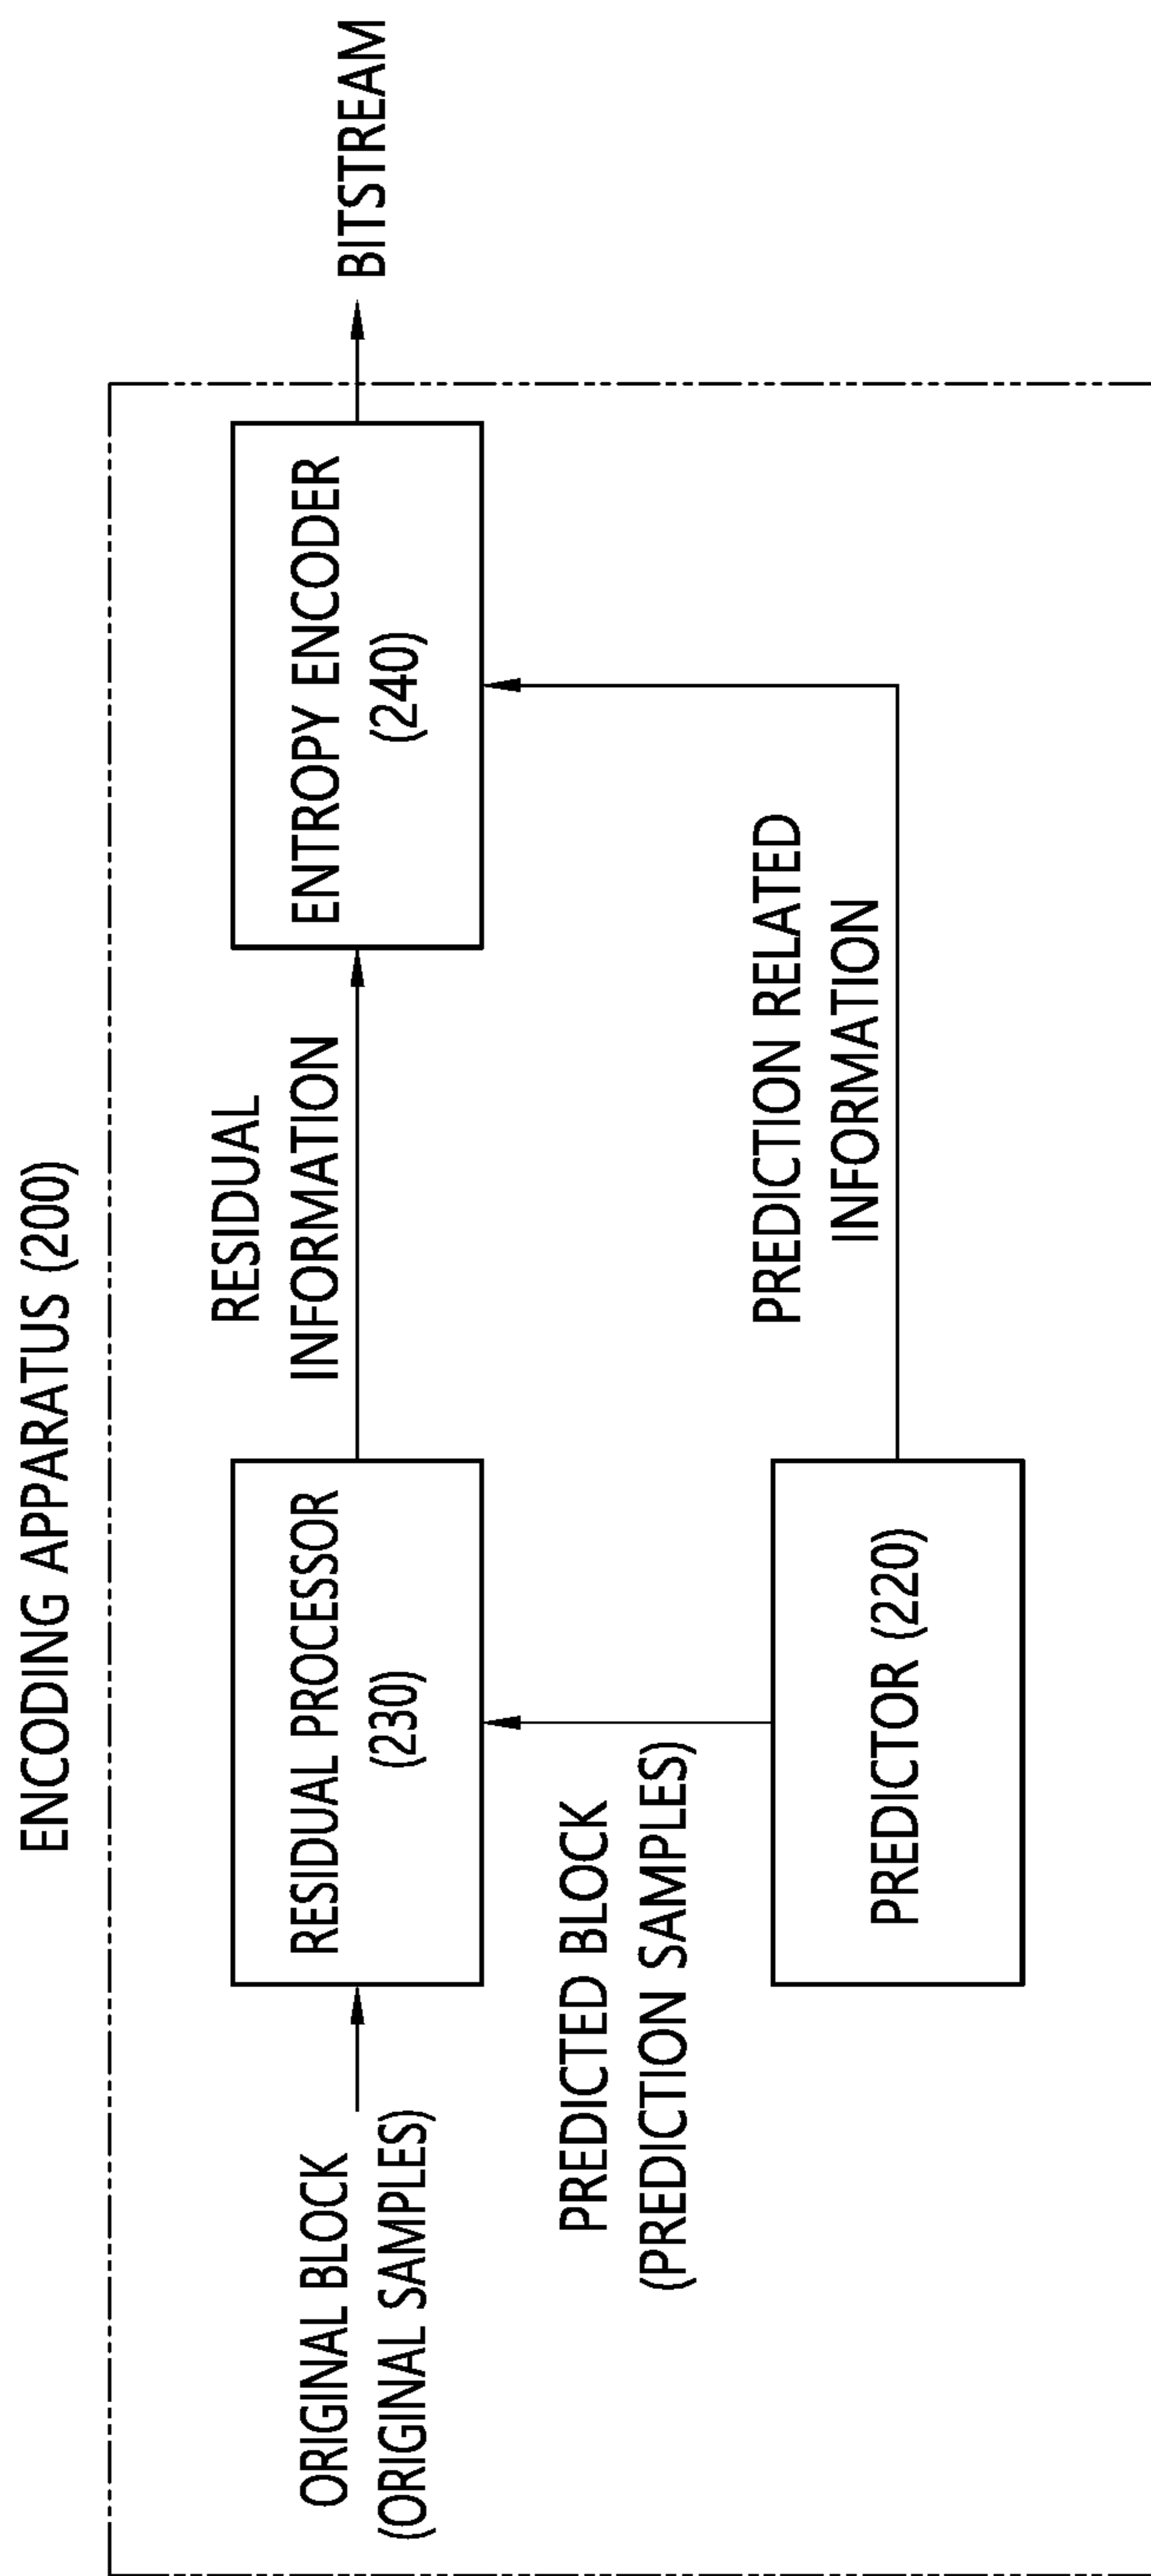 ENCODING APPARATUS (200)
ORIGINAL BLOCK
(ORIGINAL SAMPLES)
RESIDUAL PROCESSOR
(230)
RESIDUAL
INFORMATION
ENTROPY ENCODER
(240)
BITSTREAM
PREDICTED BLOCK
(PREDICTION SAMPLES)
PREDICTOR (220)
PREDICTION RELATED
INFORMATION